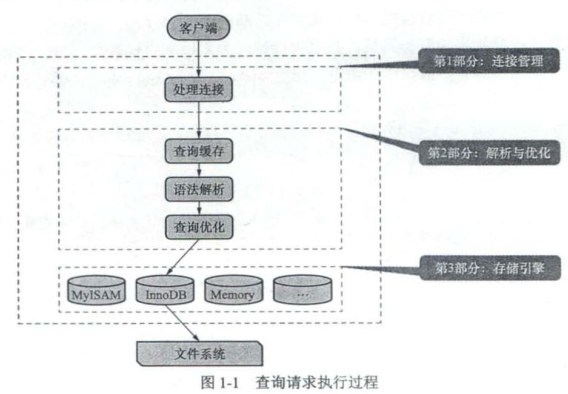 客户端
第1部分：连接管理
处理连接
查询缓存
第2部分：解析与优化
语法解析
查询优化
第3部分：存储引擎
MyISAM InnoDB Memory …
文件系统
图 1-1 查询请求执行过程